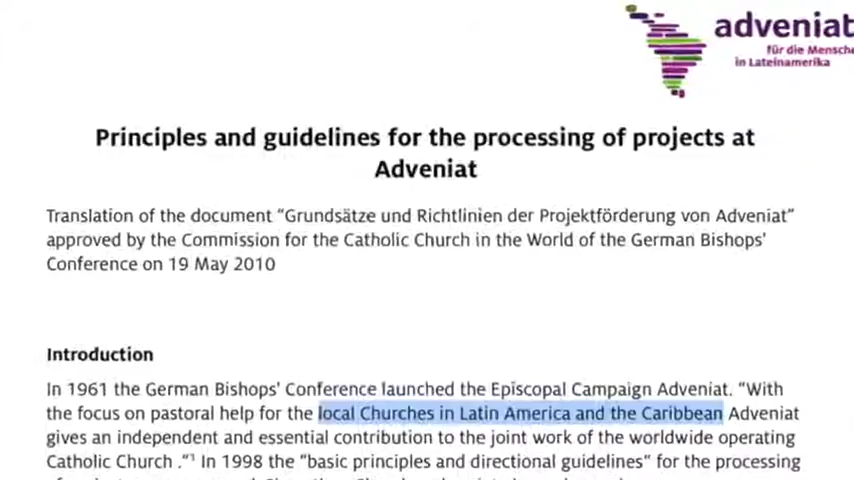 adveniat
für die Mensche
in Lateinamerika
Principles and guidelines for the processing of projects at
Adveniat
Translation of the document "Grundsätze und Richtlinien der Projektförderung von Adveniat"
approved by the Commission for the Catholic Church in the World of the German Bishops'
Conference on 19 May 2010
Introduction
In 1961 the German Bishops' Conference launched the Episcopal Campaign Adveniat. "With
the focus on pastoral help for the local Churches in Latin America and the Caribbean Adveniat
gives an independent and essential contribution to the joint work of the worldwide operating
Catholic Church ."¹ In 1998 the "basic principles and directional guidelines" for the processing